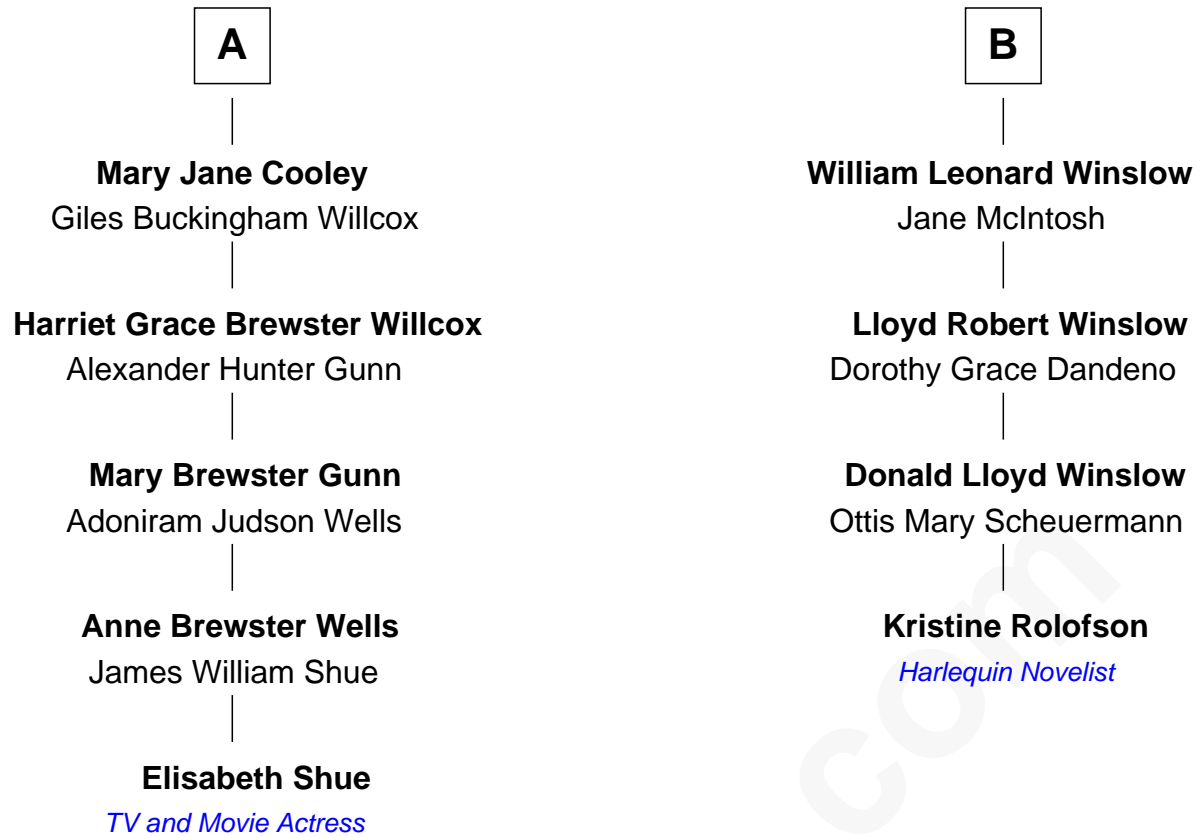 A
Mary Jane Cooley
Giles Buckingham Willcox
Harriet Grace Brewster Willcox
Alexander Hunter Gunn
Mary Brewster Gunn
Adoniram Judson Wells
Anne Brewster Wells
James William Shue
Elisabeth Shue
TV and Movie Actress
B
William Leonard Winslow
Jane McIntosh
Lloyd Robert Winslow
Dorothy Grace Dandeno
Donald Lloyd Winslow
Ottis Mary Scheuermann
Kristine Rolofson
Harlequin Novelist
com